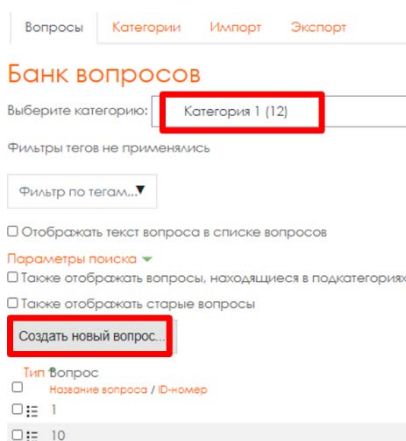 Вопросы Категории Импорт Экспорт
Банк вопросов
Выберите категорию: Категория 1 (12)
Фильтры тегов не применялись
Фильтр по тегам...▼
Отображать текст вопроса в списке вопросов
Параметры поиска
Также отображать вопросы, находящиеся в подкатегориях
Также отображать старые вопросы
Создать новый вопрос...
Тип Вопрос
Название вопроса / ID-номер
1
10